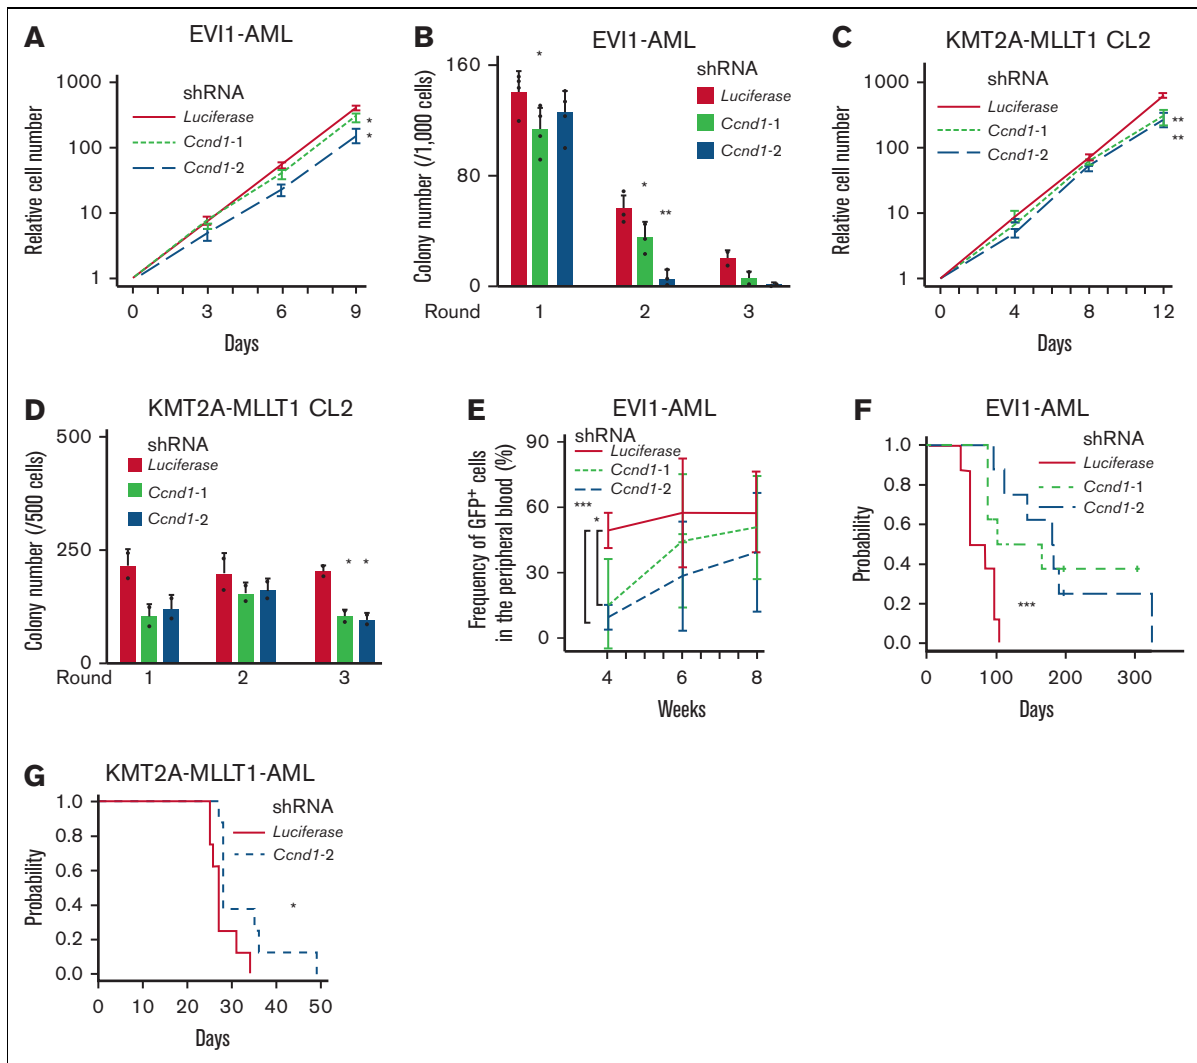 A
EVI1-AML
Relative cell number
1000
100
10
1
shRNA
Luciferase
Ccnd1-1
Ccnd1-2
*
*
0 3 6 9
Days
B
EVI1-AML
Colony number (/1,000 cells)
160
80
0
shRNA
Luciferase
Ccnd1-1
Ccnd1-2
*
*
**
Round 1 2 3
C
KMT2A-MLLT1 CL2
Relative cell number
1000
100
10
1
shRNA
Luciferase
Ccnd1-1
Ccnd1-2
**
**
0 4 8 12
Days
D
KMT2A-MLLT1 CL2
Colony number (/500 cells)
500
250
0
shRNA
Luciferase
Ccnd1-1
Ccnd1-2
* *
Round 1 2 3
E
EVI1-AML
Frequency of GFP+ cells
in the peripheral blood (%)
90
60
30
0
shRNA
Luciferase
Ccnd1-1
Ccnd1-2
***
*
4 6 8
Weeks
F
EVI1-AML
Probability
1.0
0.8
0.6
0.4
0.2
0.0
shRNA
Luciferase
Ccnd1-1
Ccnd1-2
***
0 100 200 300
Days
G
KMT2A-MLLT1-AML
Probability
1.0
0.8
0.6
0.4
0.2
0.0
shRNA
Luciferase
Ccnd1-2
*
0 10 20 30 40 50
Days